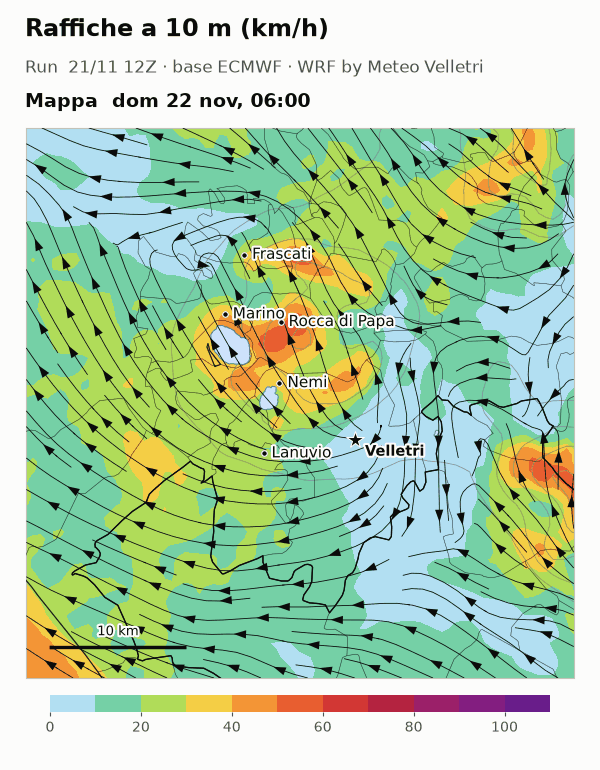 Raffiche a 10 m (km/h)
Run  21/11 12Z · base ECMWF · WRF by Meteo Velletri
Mappa  dom 22 nov, 06:00
Frascati
Marino
Rocca di Papa
Nemi
Velletri
Lanuvio
10 km
0 20 40 60 80 100